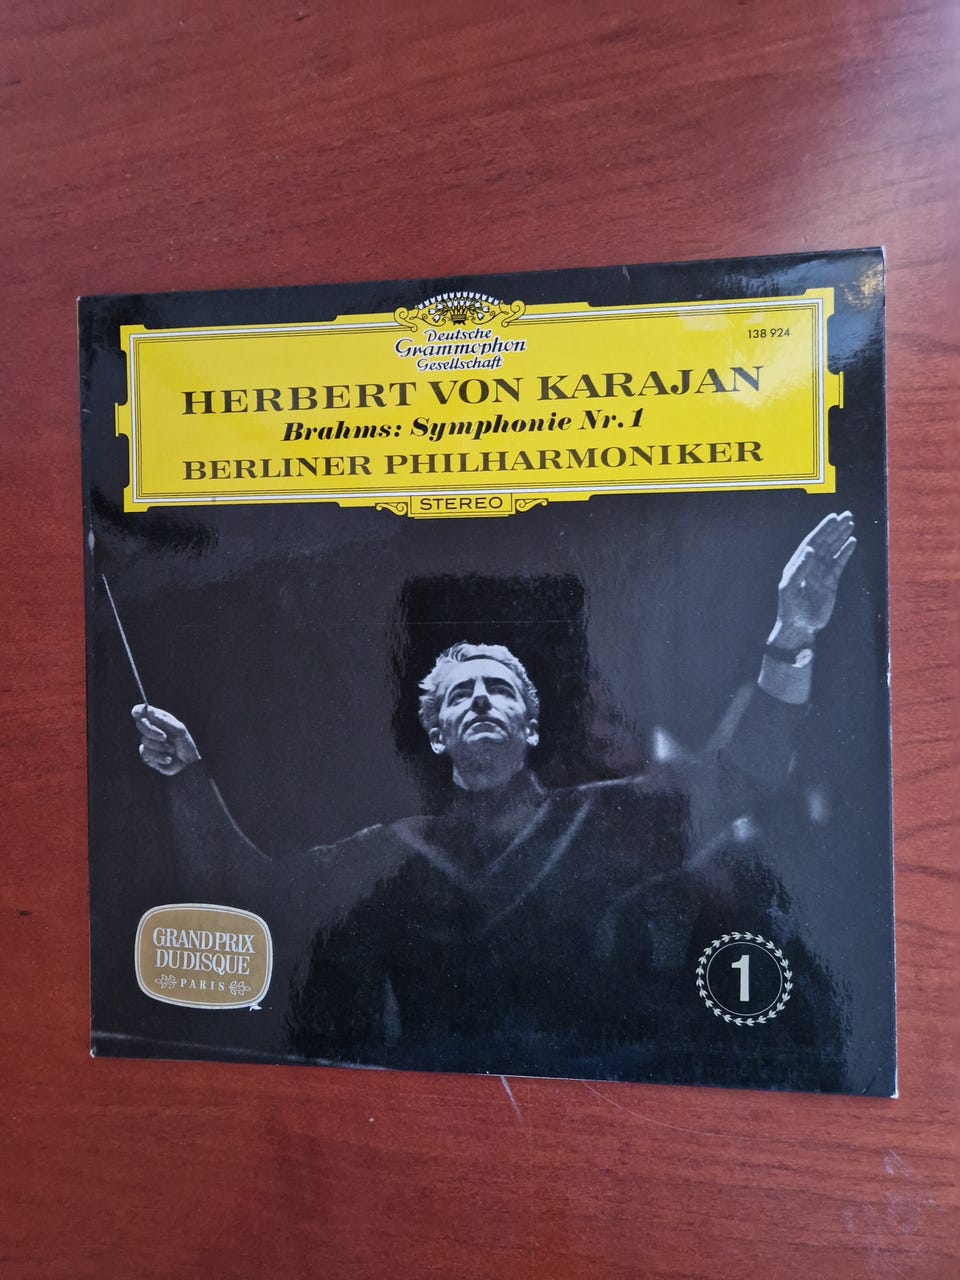 Deutsche
Grammophon
Gesellschaft
138 924
HERBERT VON KARAJAN
Brahms: Symphonie Nr. 1
BERLINER PHILHARMONIKER
STEREO
GRAND PRIX
DU DISQUE
PARIS
1